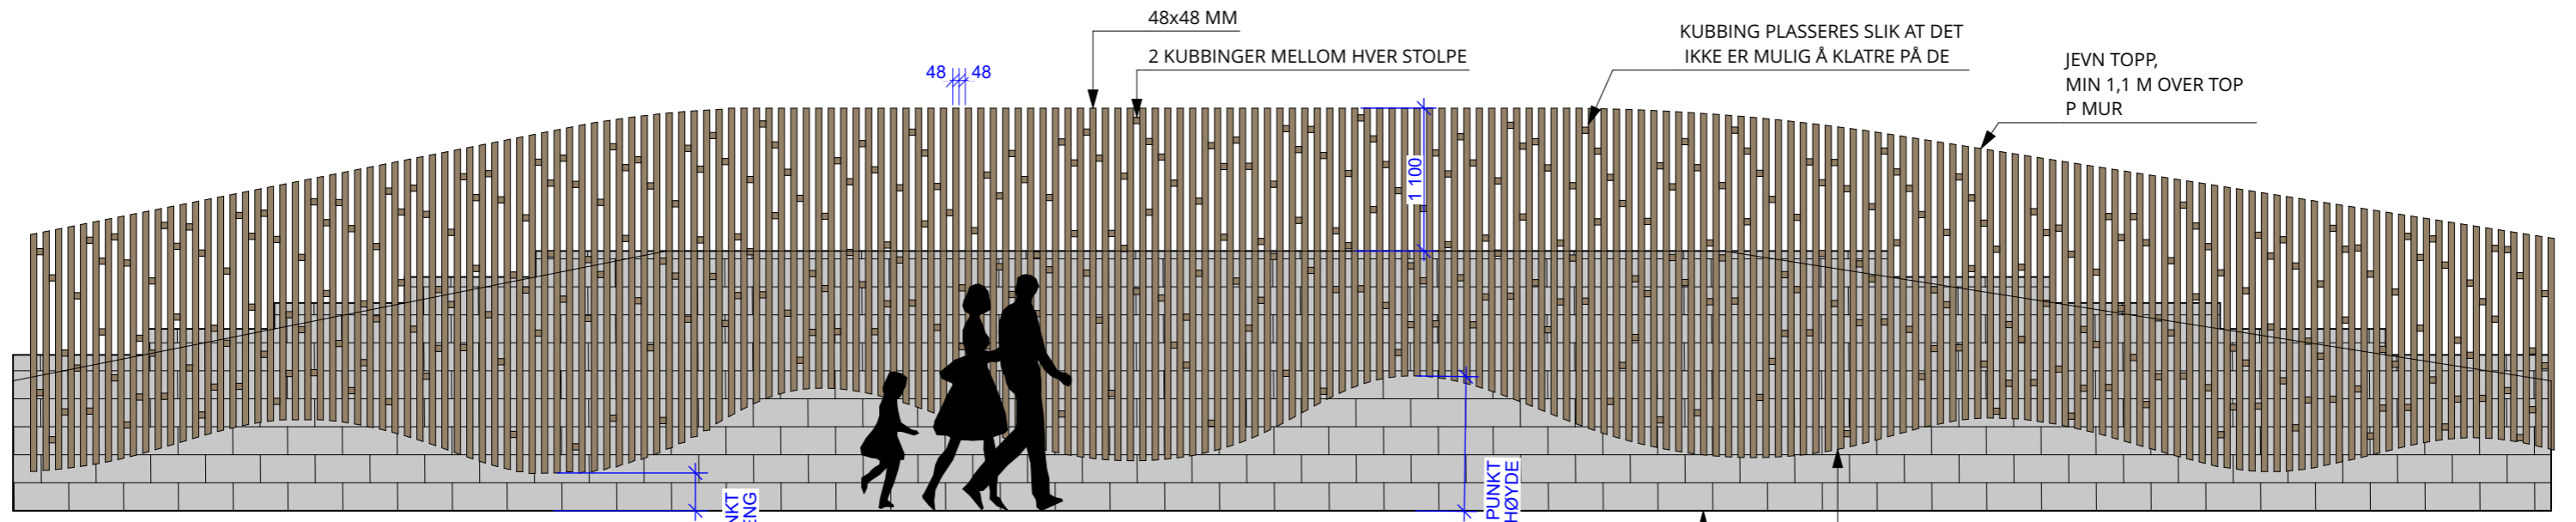 48x48 MM
2 KUBBINGER MELLOM HVER STOLPE
KUBBING PLASSERES SLIK AT DET
IKKE ER MULIG Å KLATRE PÅ DE
JEVN TOPP,
MIN 1,1 M OVER TOP
P MUR
48 48
1 100
PUNKT
HØYDE